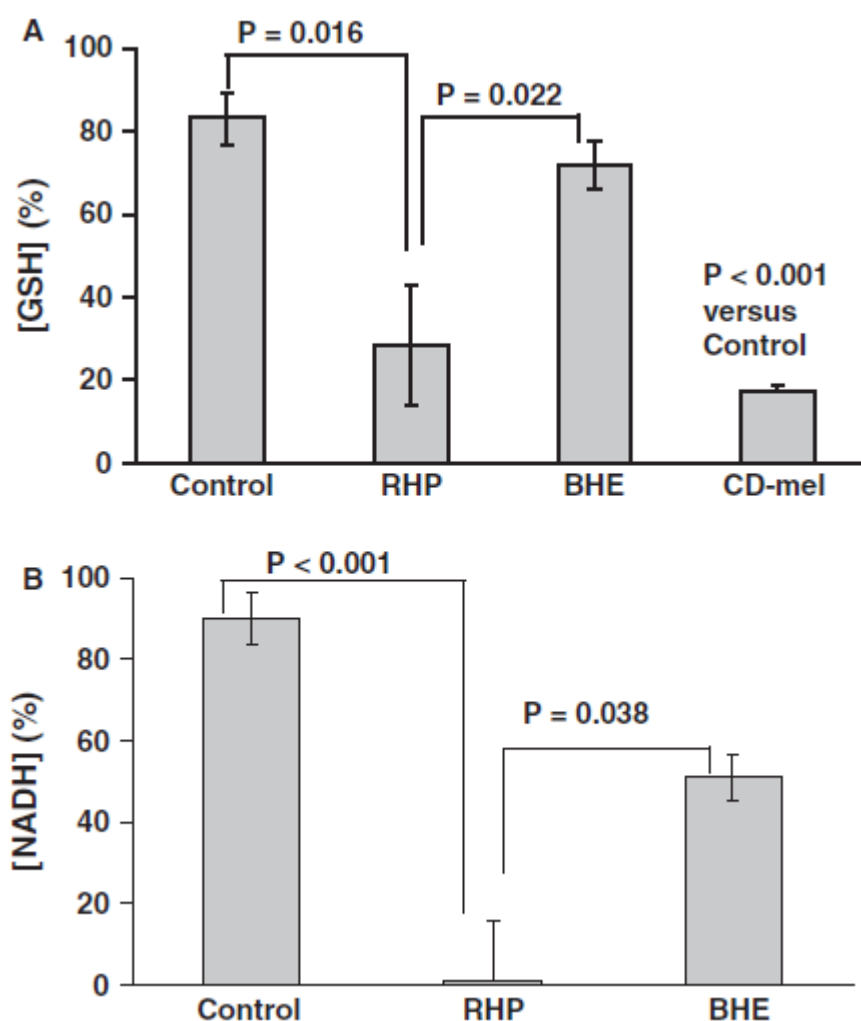 A
100
P = 0.016
P = 0.022
80
60
[GSH] (%)
P < 0.001
versus
Control
40
20
0
Control RHP BHE CD-mel
B
100
P < 0.001
80
P = 0.038
60
[NADH] (%)
40
20
0
Control RHP BHE